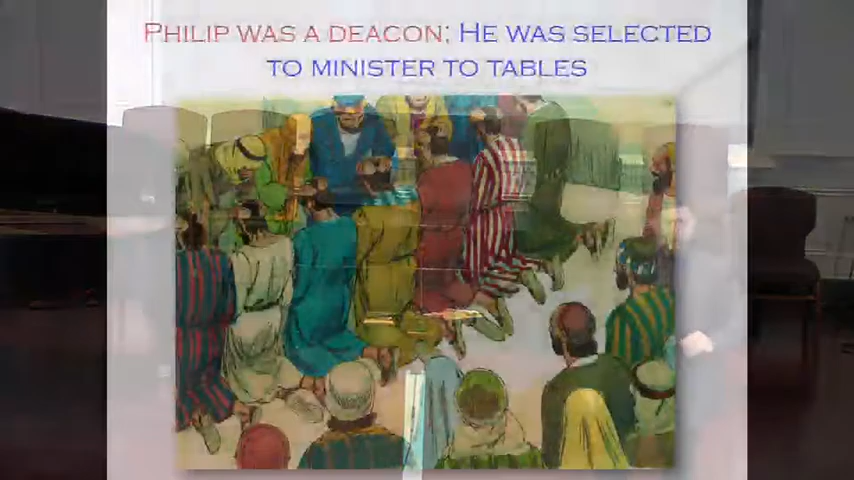 PHILIP WAS A DEACON; HE WAS SELECTED
TO MINISTER TO TABLES